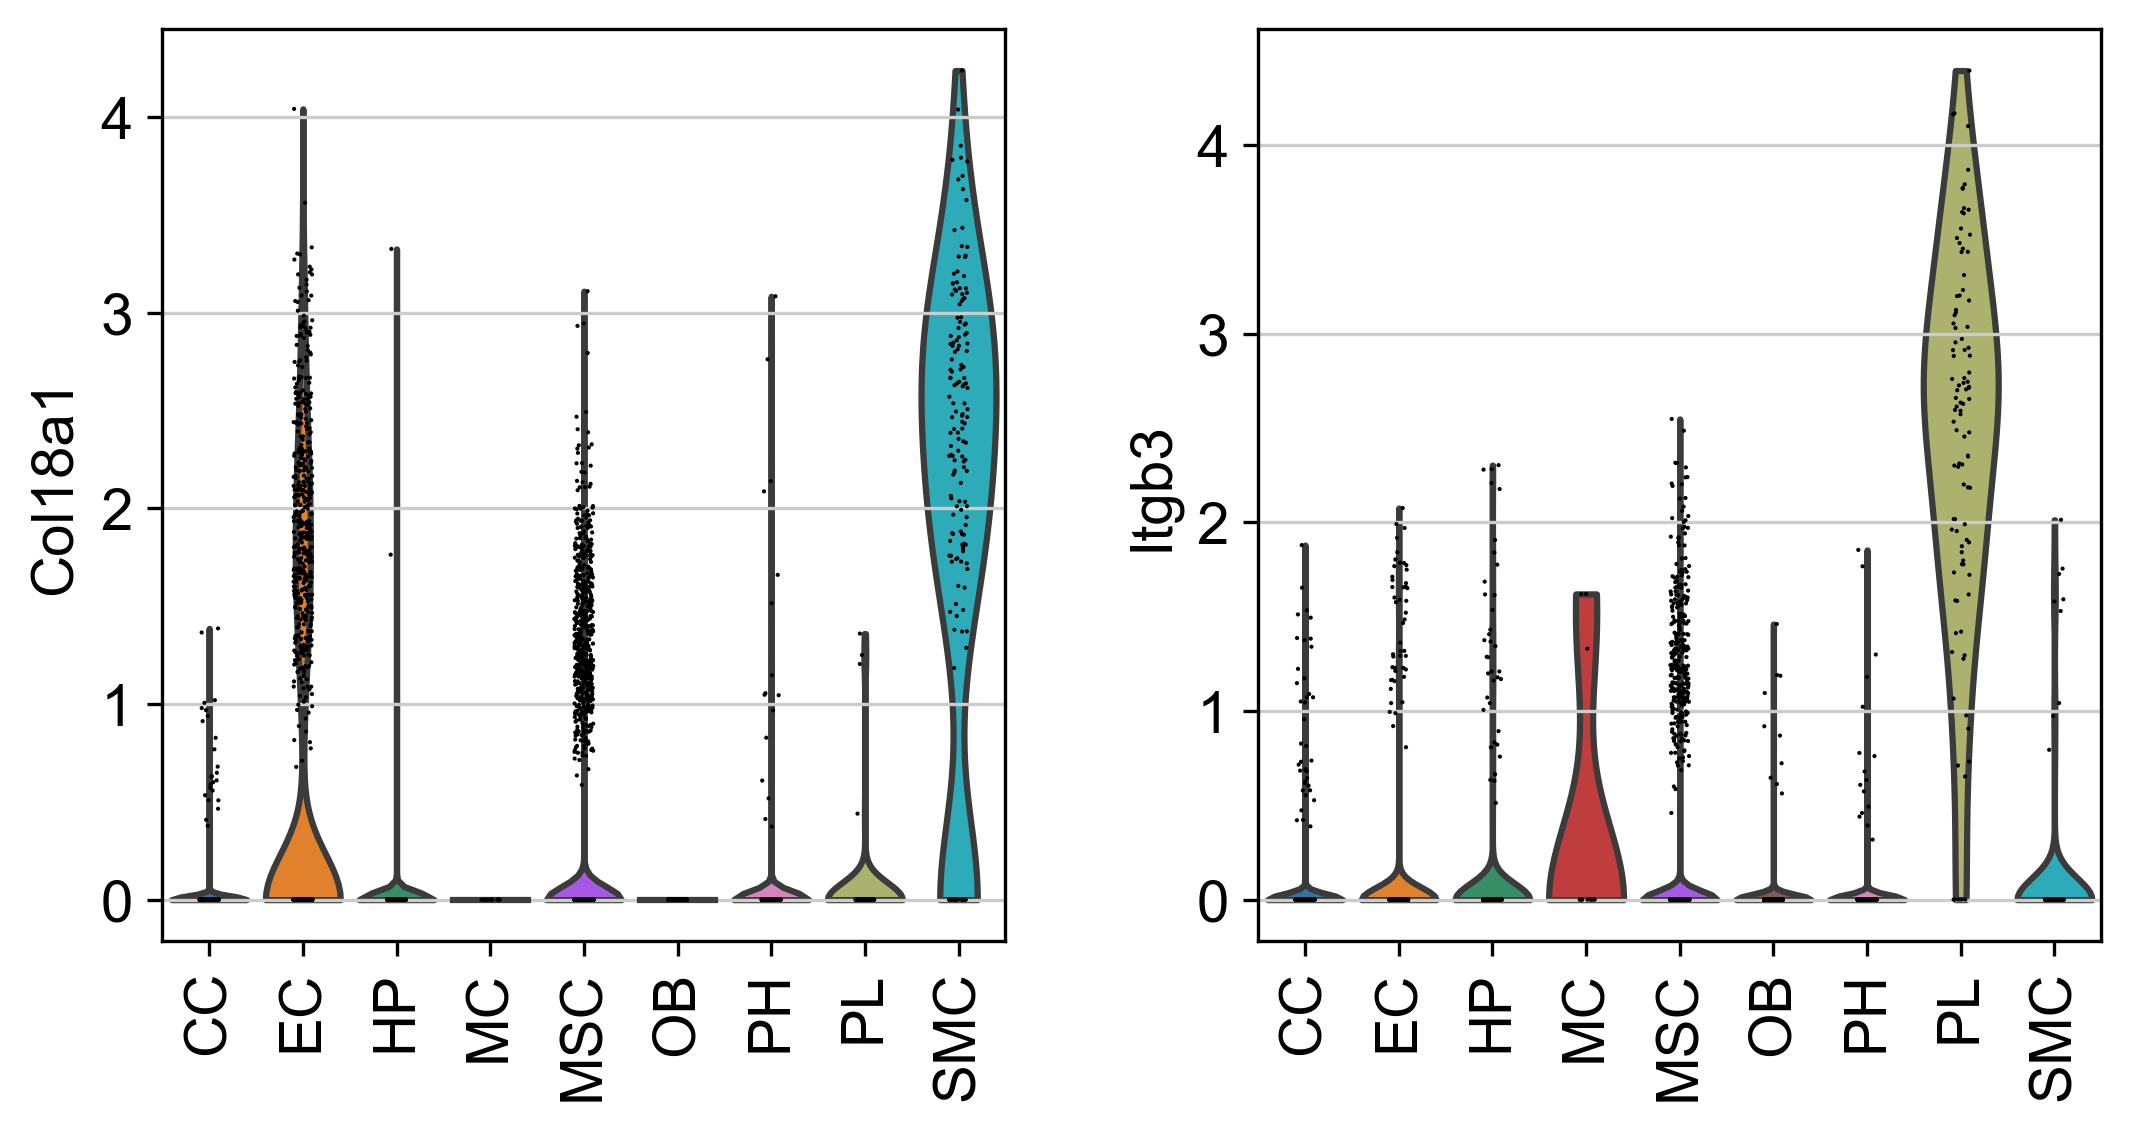 Col18a1
4
3
2
1
0
CC
EC
HP
MC
MSC
OB
PH
PL
SMC
Itgb3
4
3
2
1
0
CC
EC
HP
MC
MSC
OB
PH
PL
SMC